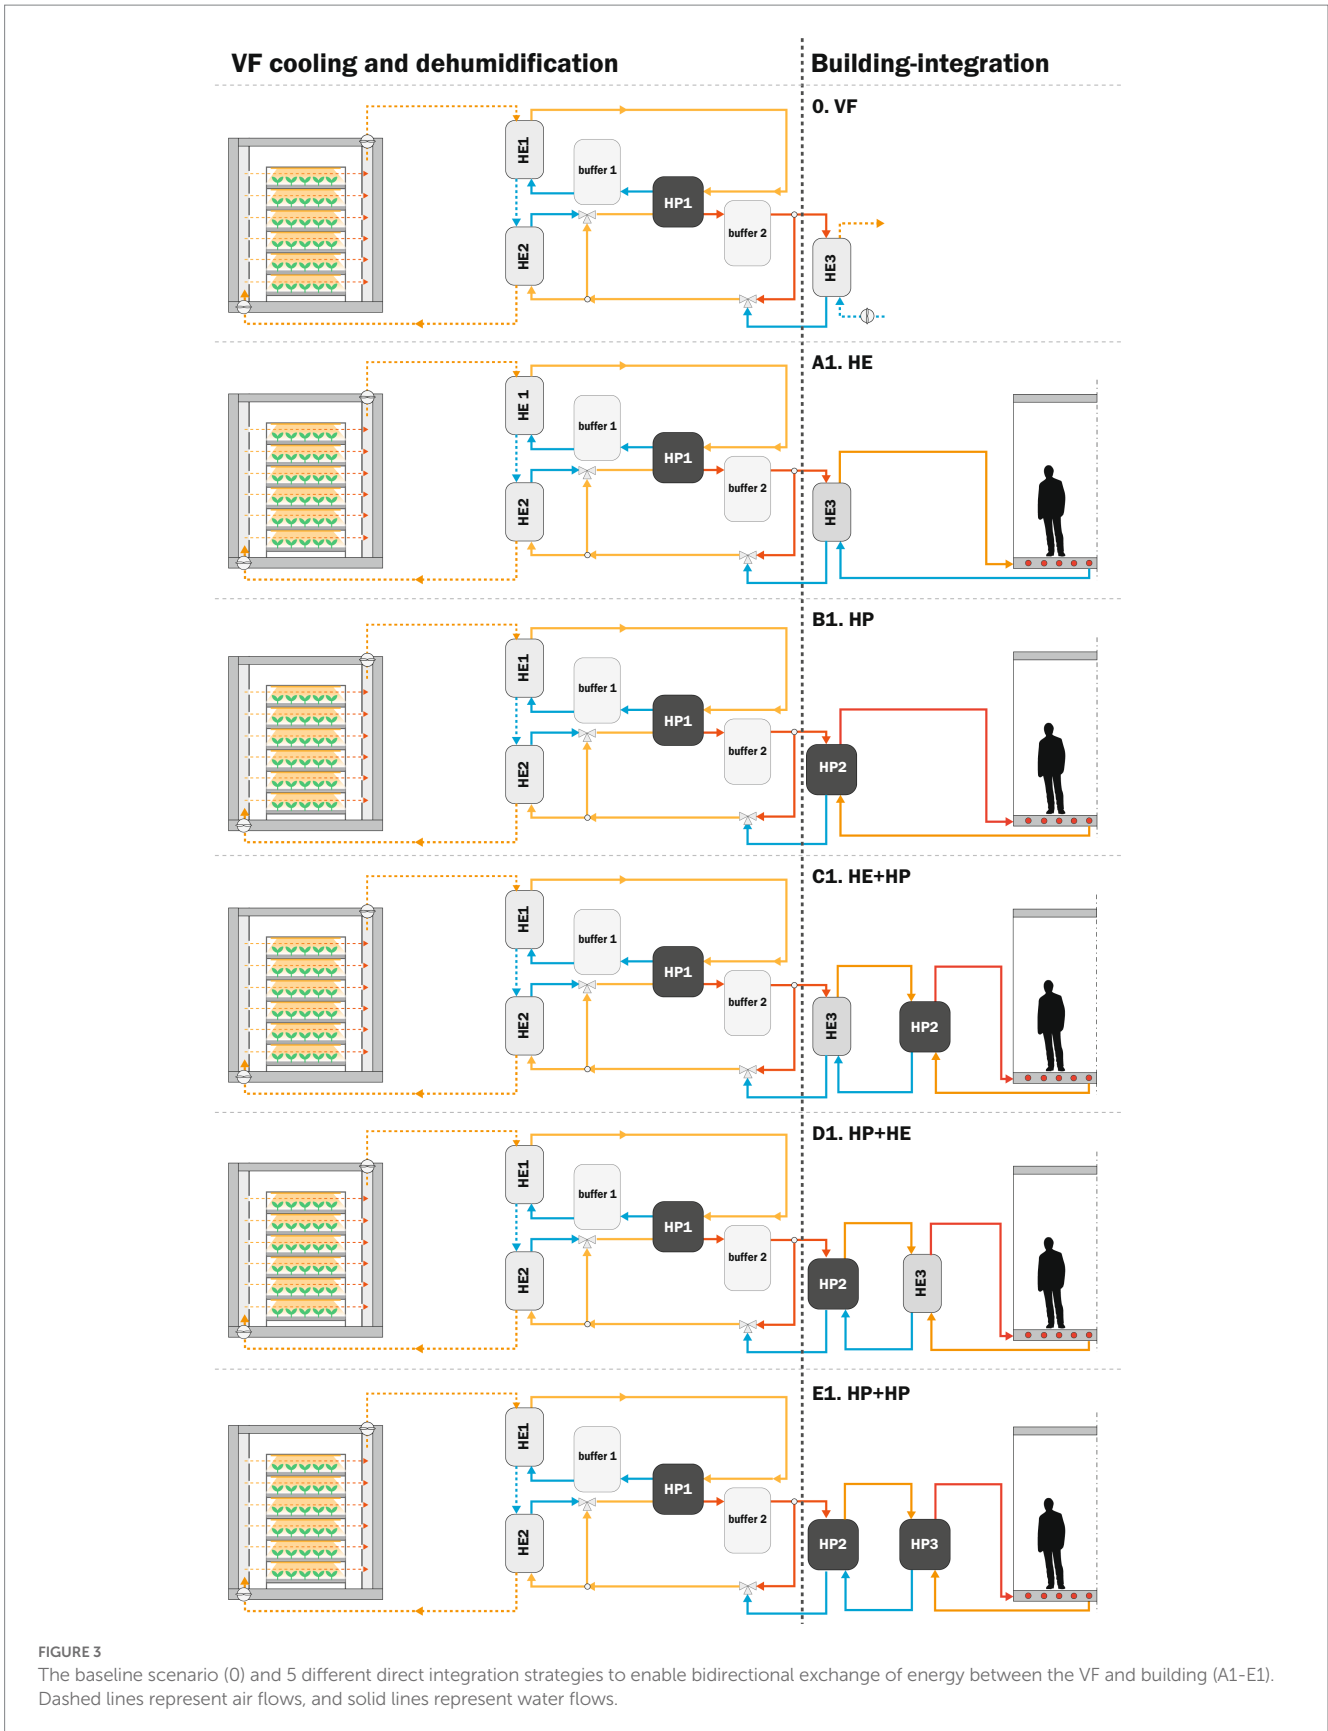 VF cooling and dehumidification
Building-integration
0. VF
HE1
buffer 1
HP1
HE2
buffer 2
HE3
A1. HE
HE 1
buffer 1
HP1
HE2
buffer 2
HE3
B1. HP
HE1
buffer 1
HP1
HE2
buffer 2
HP2
C1. HE+HP
HE1
buffer 1
HP1
HE2
buffer 2
HE3
HP2
D1. HP+HE
HE1
buffer 1
HP1
HE2
buffer 2
HP2
HE3
E1. HP+HP
HE1
buffer 1
HP1
HE2
buffer 2
HP2
HP3
FIGURE 3
The baseline scenario (0) and 5 different direct integration strategies to enable bidirectional exchange of energy between the VF and building (A1-E1).
Dashed lines represent air flows, and solid lines represent water flows.